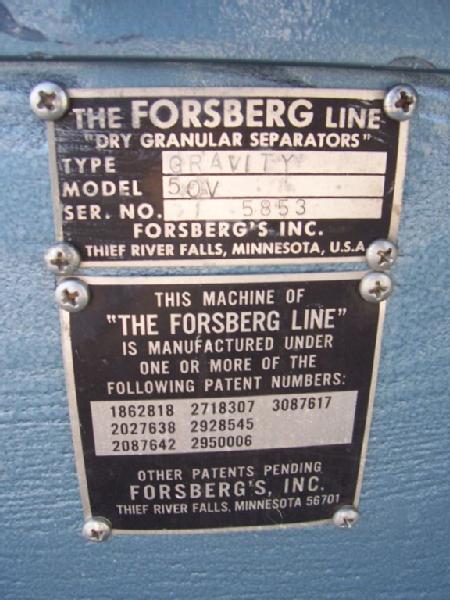 THE FORSBERG LINE
"DRY GRANULAR SEPARATORS"
TYPE GRAVITY
MODEL 50V
SER. NO. 1 5853
FORSBERG'S INC.
THIEF RIVER FALLS, MINNESOTA, U.S.A.
THIS MACHINE OF
"THE FORSBERG LINE"
IS MANUFACTURED UNDER
ONE OR MORE OF THE
FOLLOWING PATENT NUMBERS:
1862818 2718307 3087617
2027638 2928545
2087642 2950006
OTHER PATENTS PENDING
FORSBERG'S, INC.
THIEF RIVER FALLS, MINNESOTA 56701